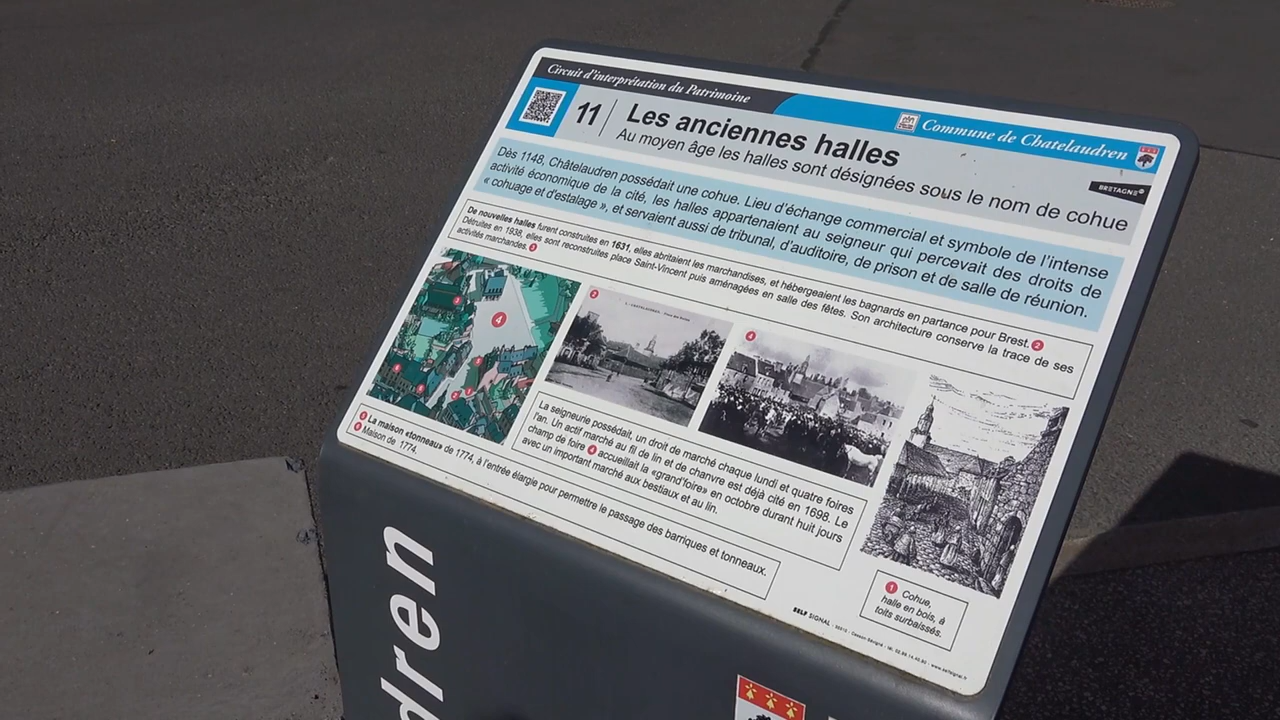 Circuit d'interprétation du Patrimoine
Commune de Chatelaudren
11
Les anciennes halles
Au moyen âge les halles sont désignées sous le nom de cohue
BRETAGNE
Dès 1148, Châtelaudren possédait une cohue. Lieu d'échange commercial et symbole de l'intense
activité économique de la cité, les halles appartenaient au seigneur qui percevait des droits de
« cohuage et d'estalage », et servaient aussi de tribunal, d'auditoire, de prison et de salle de réunion.
De nouvelles halles furent construites en 1631, elles abritaient les marchandises, et hébergeaient les bagnards en partance pour Brest. 2
Détruites en 1938, elles sont reconstruites place Saint-Vincent puis aménagées en salle des fêtes. Son architecture conserve la trace de ses
activités marchandes. 3
3
4
2
4
La seigneurie possédait, un droit de marché chaque lundi et quatre foires
l'an. Un actif marché au fil de lin et de chanvre est déjà cité en 1698. Le
champ de foire 4 accueillait la «grand'foire» en octobre durant huit jours
avec un important marché aux bestiaux et au lin.
La maison «tonneau» de 1774, à l'entrée élargie pour permettre le passage des barriques et tonneaux.
Maison de 1774.
1 Cohue,
halle en bois, à
toits surbaissés.
SELF SIGNAL
dren